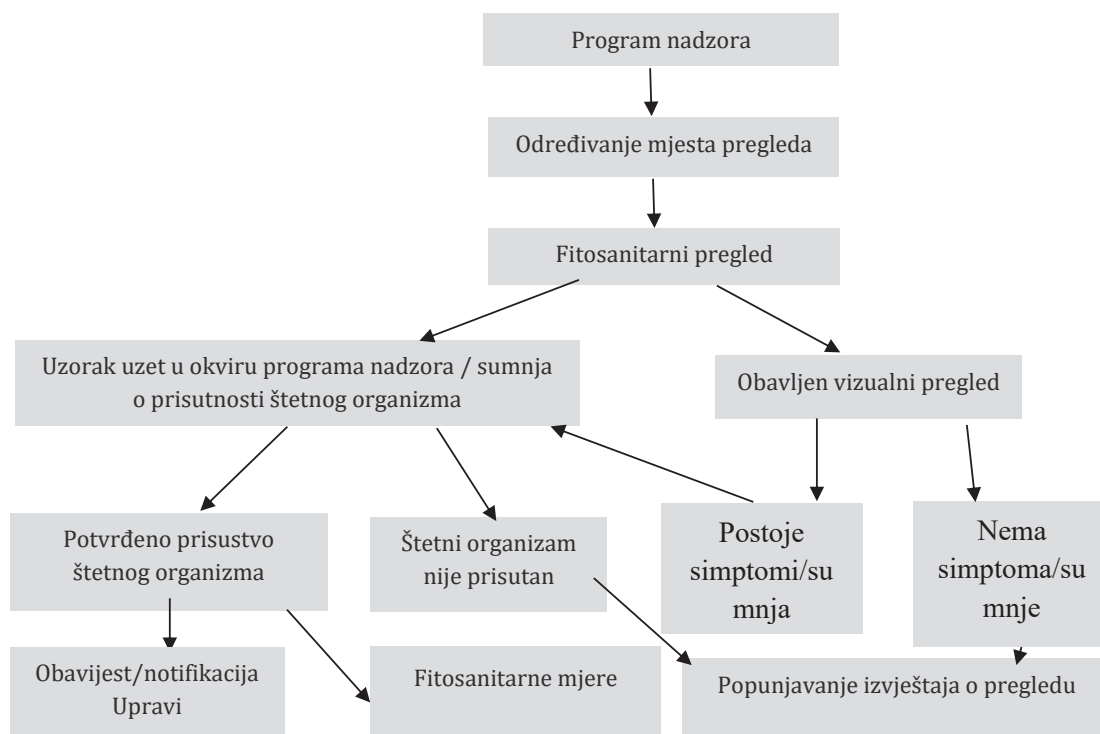 Program nadzora
Određivanje mjesta pregleda
Fitosanitarni pregled
Uzorak uzet u okviru programa nadzora / sumnja
o prisutnosti štetnog organizma
Obavljen vizualni pregled
Potvrđeno prisustvo
štetnog organizma
Štetni organizam
nije prisutan
Postoje
simptomi/su
mnja
Nema
simptoma/su
mnje
Obavijest/notifikacija
Upravi
Fitosanitarne mjere
Popunjavanje izvještaja o pregledu